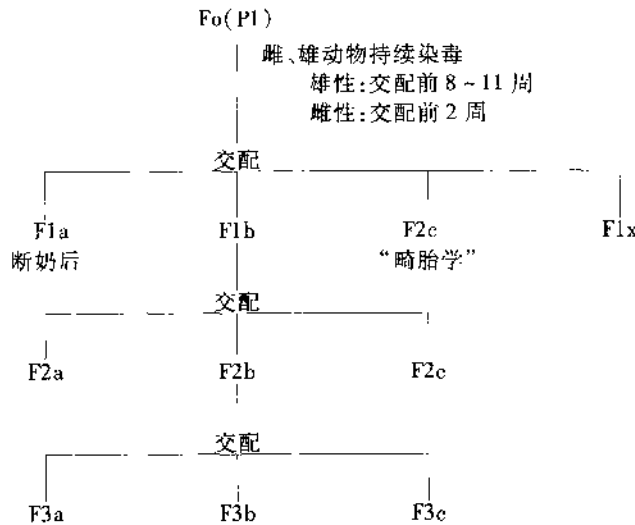 Fo(P1)
雌、雄动物持续染毒
雄性:交配前 8~11 周
雌性:交配前 2 周
交配
F1a F1b F2c F1x
断奶后 “畸胎学”
交配
F2a F2b F2c
交配
F3a F3b F3c